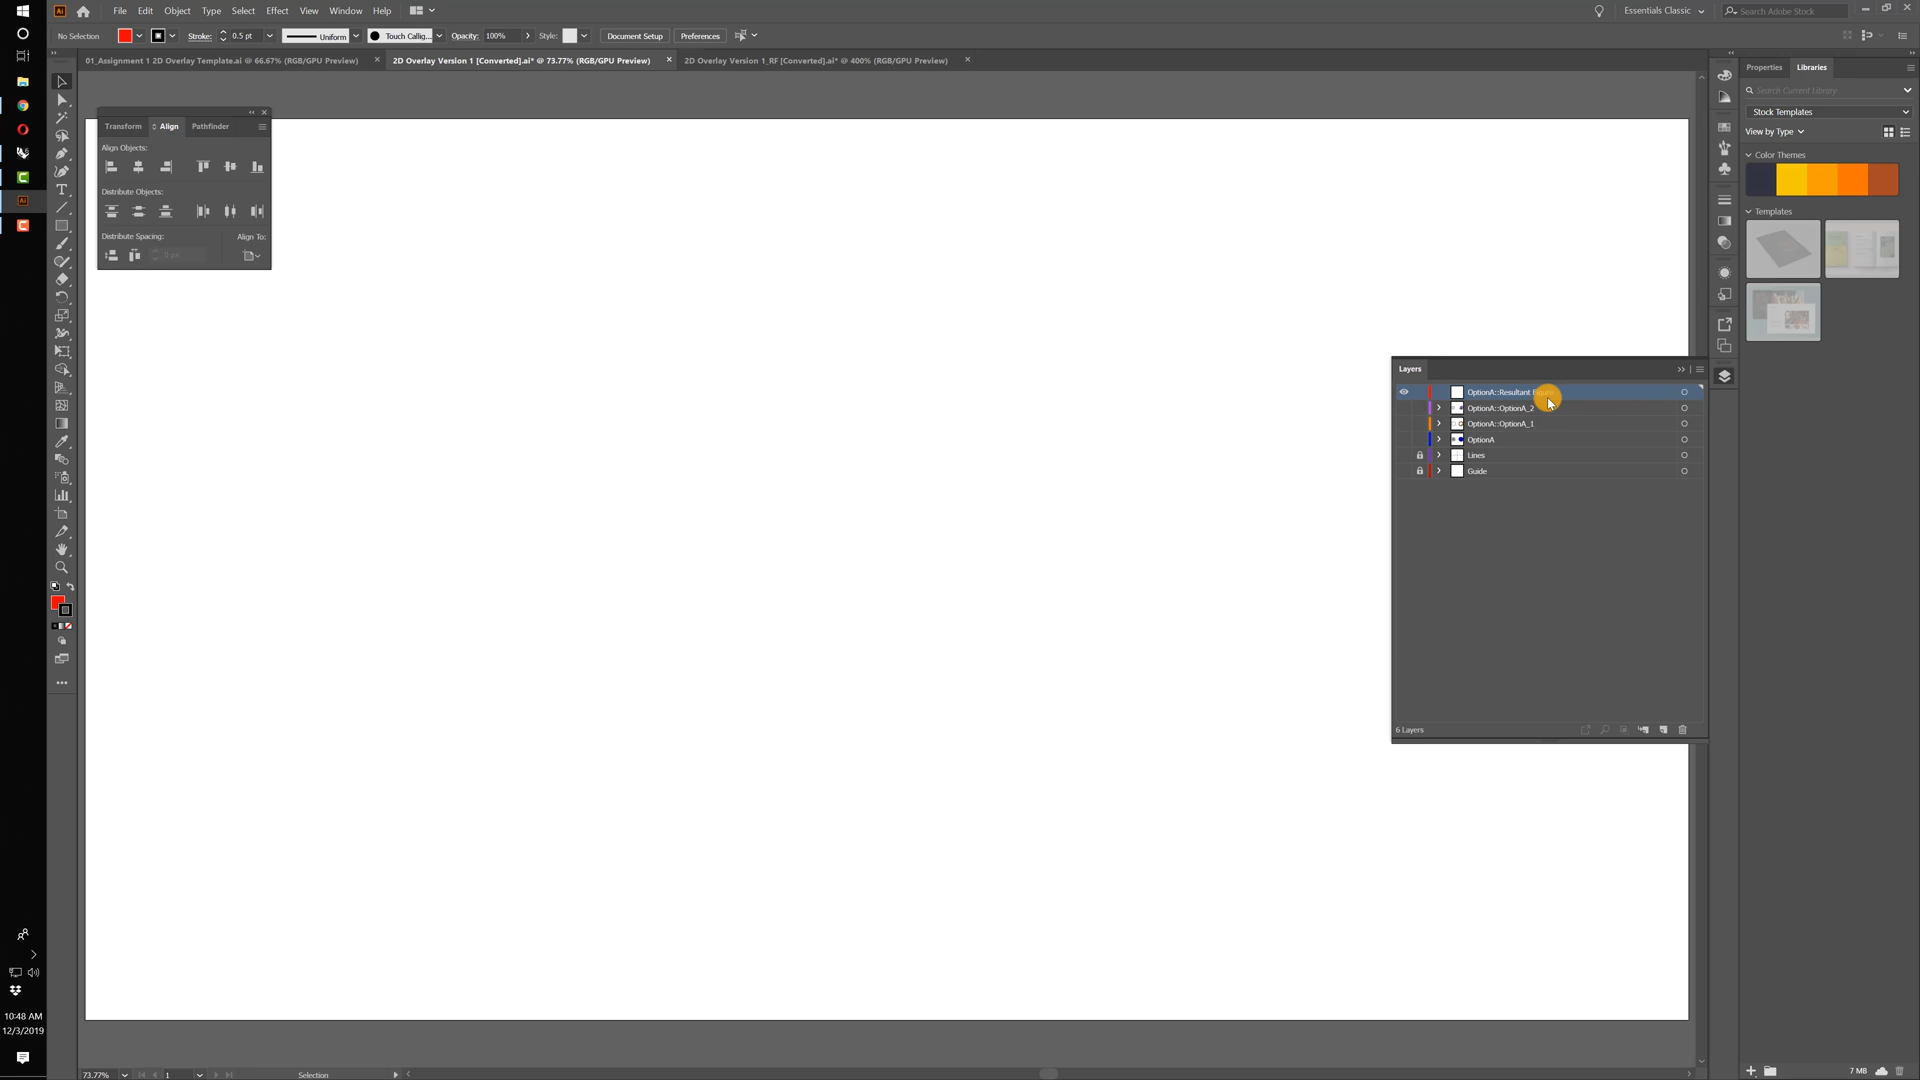 File Edit Object Type Select Effect View Window Help
Essentials Classic
Search Adobe Stock
No Selection
Stroke: 0.5 pt
Uniform
Touch Callig...
Opacity: 100%
Style:
Document Setup
Preferences
01_Assignment 1 2D Overlay Template.ai @ 66.67% (RGB/GPU Preview)
2D Overlay Version 1 [Converted].ai* @ 73.77% (RGB/GPU Preview)
2D Overlay Version 1_RF [Converted].ai* @ 400% (RGB/GPU Preview)
Properties Libraries
Search Current Library
Stock Templates
View by Type
Color Themes
Templates
Transform Align Pathfinder
Align Objects:
Distribute Objects:
Distribute Spacing: Align To:
0 px
Layers
OptionA::Resultant
OptionA::OptionA_2
OptionA::OptionA_1
OptionA
Lines
Guide
6 Layers
10:48 AM
12/3/2019
73.77%
1
Selection
7 MB